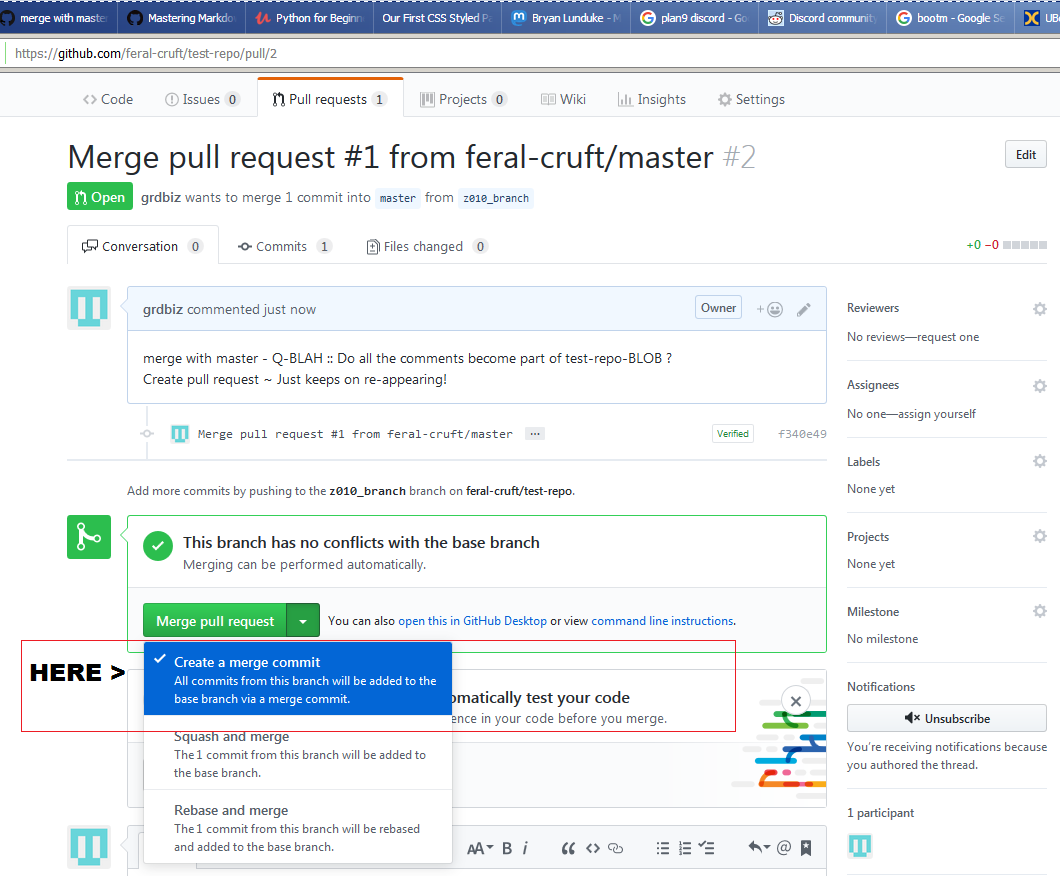 merge with master
Mastering Markdo
Python for Beginn
Our First CSS Styled Pa
Bryan Lunduke - M
plan9 discord - Goo
Discord community
bootm - Google Se
UBo
https://github.com/feral-cruft/test-repo/pull/2
Code
Issues 0
Pull requests 1
Projects 0
Wiki
Insights
Settings
Merge pull request #1 from feral-cruft/master #2
Edit
Open grdbiz wants to merge 1 commit into master from z010_branch
Conversation 0
Commits 1
Files changed 0
+0 −0
grdbiz commented just now
Owner
merge with master - Q-BLAH :: Do all the comments become part of test-repo-BLOB ?
Create pull request ~ Just keeps on re-appearing!
Merge pull request #1 from feral-cruft/master …
Verified
f340e49
Add more commits by pushing to the z010_branch branch on feral-cruft/test-repo.
This branch has no conflicts with the base branch
Merging can be performed automatically.
Merge pull request
You can also open this in GitHub Desktop or view command line instructions.
HERE >
Create a merge commit
All commits from this branch will be added to the
base branch via a merge commit.
omatically test your code
ence in your code before you merge.
Squash and merge
The 1 commit from this branch will be added to
the base branch.
Rebase and merge
The 1 commit from this branch will be rebased
and added to the base branch.
AA B i “ <> @
Reviewers
No reviews—request one
Assignees
No one—assign yourself
Labels
None yet
Projects
None yet
Milestone
No milestone
Notifications
Unsubscribe
You're receiving notifications because
you authored the thread.
1 participant